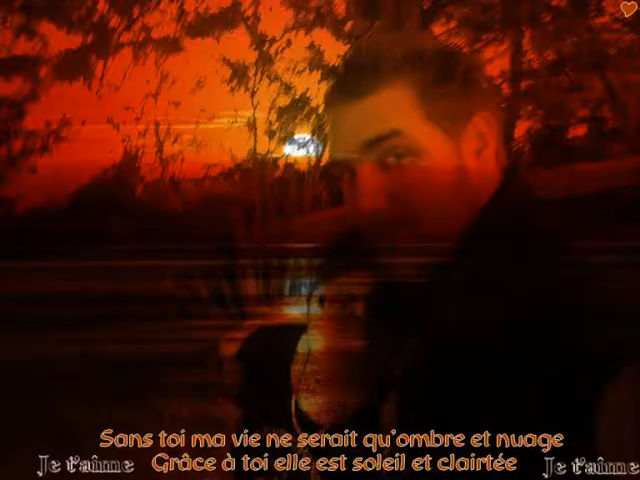 Sans toi ma vie ne serait qu'ombre et nuage
Grâce à toi elle est soleil et clairtée
Je t'aime
Je t'aime